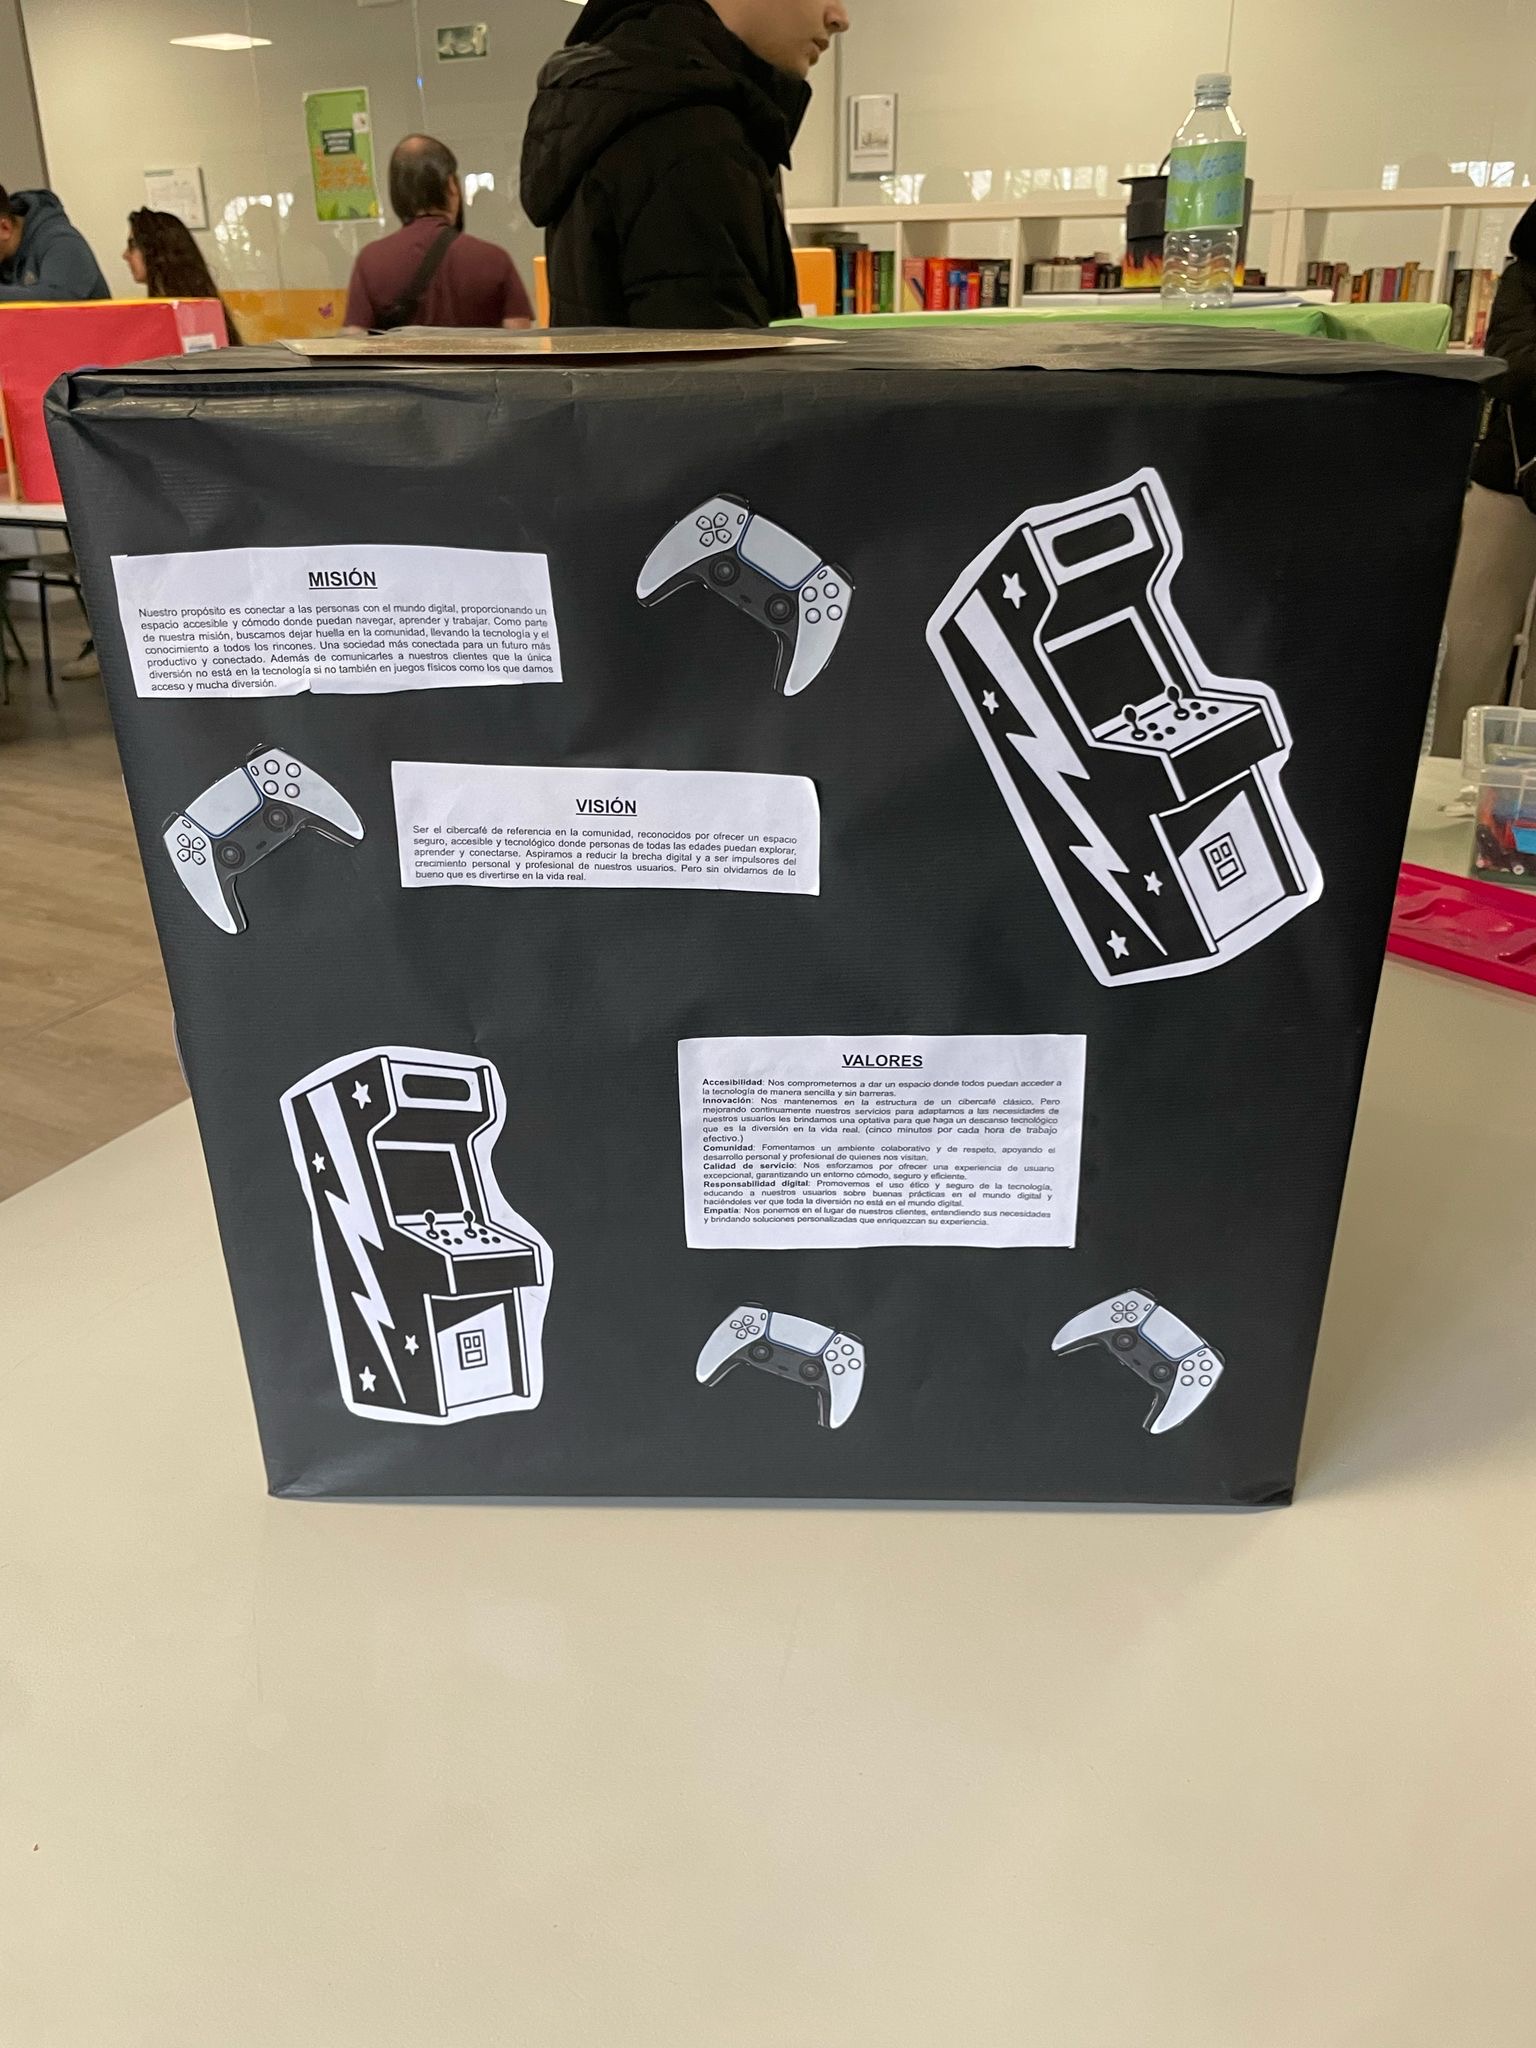 MISIÓN
Nuestro propósito es conectar a las personas con el mundo digital, proporcionando un
espacio accesible y cómodo donde puedan navegar, aprender y trabajar. Como parte
de nuestra misión, buscamos dejar huella en la comunidad, llevando la tecnología y el
conocimiento a todos los rincones. Una sociedad más conectada para un futuro más
productivo y conectado. Además de comunicarles a nuestros clientes que la única
diversión no está en la tecnología si no también en juegos físicos como los que damos
acceso y mucha diversión.
VISIÓN
Ser el cibercafé de referencia en la comunidad, reconocidos por ofrecer un espacio
seguro, accesible y tecnológico donde personas de todas las edades puedan explorar,
aprender y conectarse. Aspiramos a reducir la brecha digital y a ser impulsores del
crecimiento personal y profesional de nuestros usuarios. Pero sin olvidarnos de lo
bueno que es divertirse en la vida real.
VALORES
Accesibilidad: Nos comprometemos a dar un espacio donde todos puedan acceder a
la tecnología de manera sencilla y sin barreras.
Innovación: Nos mantenemos en la estructura de un cibercafé clásico. Pero
mejorando continuamente nuestros servicios para adaptarnos a las necesidades de
nuestros usuarios les brindamos una optativa para que haga un descanso tecnológico
que es la diversión en la vida real. (cinco minutos por cada hora de trabajo
efectivo.)
Comunidad: Fomentamos un ambiente colaborativo y de respeto, apoyando el
desarrollo personal y profesional de quienes nos visitan.
Calidad de servicio: Nos esforzamos por ofrecer una experiencia de usuario
excepcional, garantizando un entorno cómodo, seguro y eficiente.
Responsabilidad digital: Promovemos el uso ético y seguro de la tecnología,
educando a nuestros usuarios sobre buenas prácticas en el mundo digital y
haciéndoles ver que toda la diversión no está en el mundo digital.
Empatía: Nos ponemos en el lugar de nuestros clientes, entendiendo sus necesidades
y brindando soluciones personalizadas que enriquezcan su experiencia.